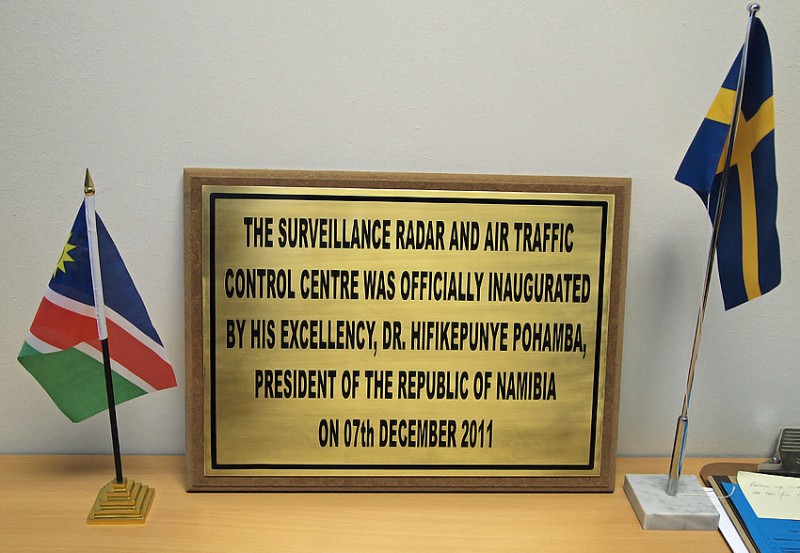 THE SURVEILLANCE RADAR AND AIR TRAFFIC
CONTROL CENTRE WAS OFFICIALLY INAUGURATED
BY HIS EXCELLENCY, DR. HIFIKEPUNYE POHAMBA,
PRESIDENT OF THE REPUBLIC OF NAMIBIA
ON 07th DECEMBER 2011